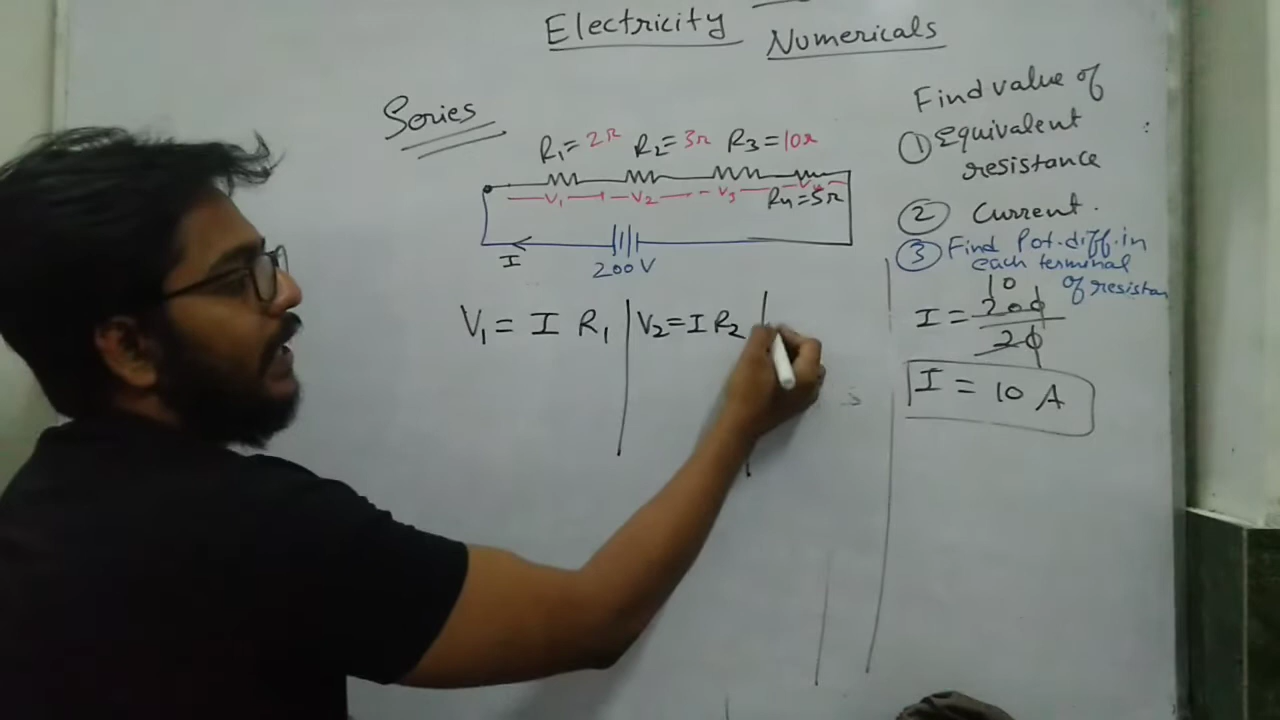 Electricity
Numericals
Series
R₁=2Ω R₂=3Ω R₃=10Ω
V₁ V₂ V₃
R₄=5Ω
I
200V
V₁= I R₁ V₂=I R₂
Find value of
① Equivalent
resistance
② Current.
③ Find Pot.diff.in
each terminal
of resistan
10
I = 200
20
I = 10 A